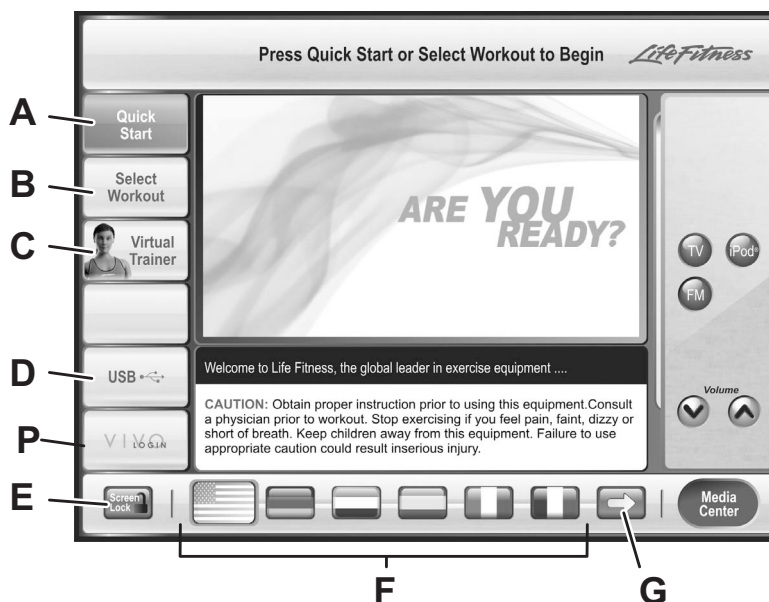 Press Quick Start or Select Workout to Begin
LifeFitness
A
Quick
Start
B
Select
Workout
C
Virtual
Trainer
ARE YOU
READY?
TV
iPod®
FM
D
USB
Welcome to Life Fitness, the global leader in exercise equipment ....
CAUTION: Obtain proper instruction prior to using this equipment.Consult
a physician prior to workout. Stop exercising if you feel pain, faint, dizzy or
short of breath. Keep children away from this equipment. Failure to use
appropriate caution could result inserious injury.
Volume
P
VIVO
LOGIN
E
Screen
Lock
Media
Center
F
G